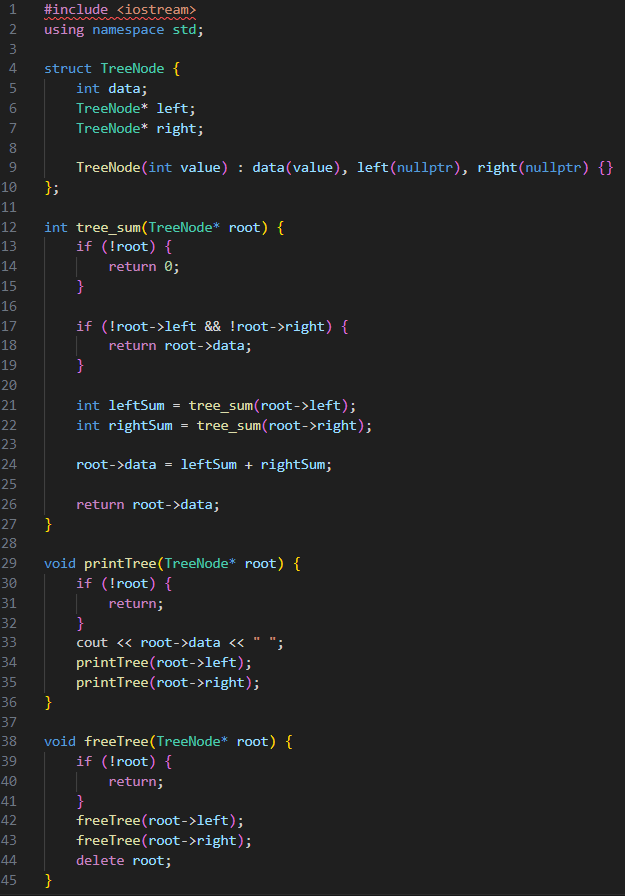 1 #include <iostream>
2 using namespace std;
3
4 struct TreeNode {
5     int data;
6     TreeNode* left;
7     TreeNode* right;
8
9     TreeNode(int value) : data(value), left(nullptr), right(nullptr) {}
10 };
11
12 int tree_sum(TreeNode* root) {
13     if (!root) {
14         return 0;
15     }
16
17     if (!root->left && !root->right) {
18         return root->data;
19     }
20
21     int leftSum = tree_sum(root->left);
22     int rightSum = tree_sum(root->right);
23
24     root->data = leftSum + rightSum;
25
26     return root->data;
27 }
28
29 void printTree(TreeNode* root) {
30     if (!root) {
31         return;
32     }
33     cout << root->data << " ";
34     printTree(root->left);
35     printTree(root->right);
36 }
37
38 void freeTree(TreeNode* root) {
39     if (!root) {
40         return;
41     }
42     freeTree(root->left);
43     freeTree(root->right);
44     delete root;
45 }